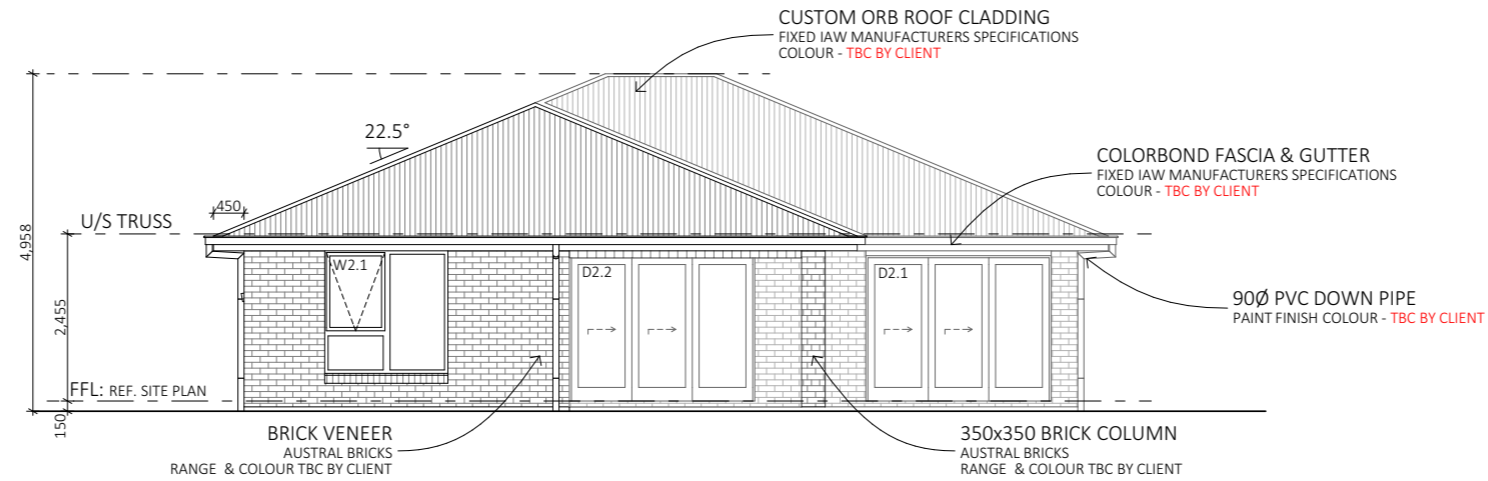 CUSTOM ORB ROOF CLADDING
FIXED IAW MANUFACTURERS SPECIFICATIONS
COLOUR - TBC BY CLIENT
22.5°
COLORBOND FASCIA & GUTTER
FIXED IAW MANUFACTURERS SPECIFICATIONS
COLOUR - TBC BY CLIENT
450
U/S TRUSS
4,958
W2.1
D2.2
D2.1
90Ø PVC DOWN PIPE
PAINT FINISH COLOUR - TBC BY CLIENT
2,455
FFL: REF. SITE PLAN
150
BRICK VENEER
AUSTRAL BRICKS
RANGE & COLOUR TBC BY CLIENT
350x350 BRICK COLUMN
AUSTRAL BRICKS
RANGE & COLOUR TBC BY CLIENT